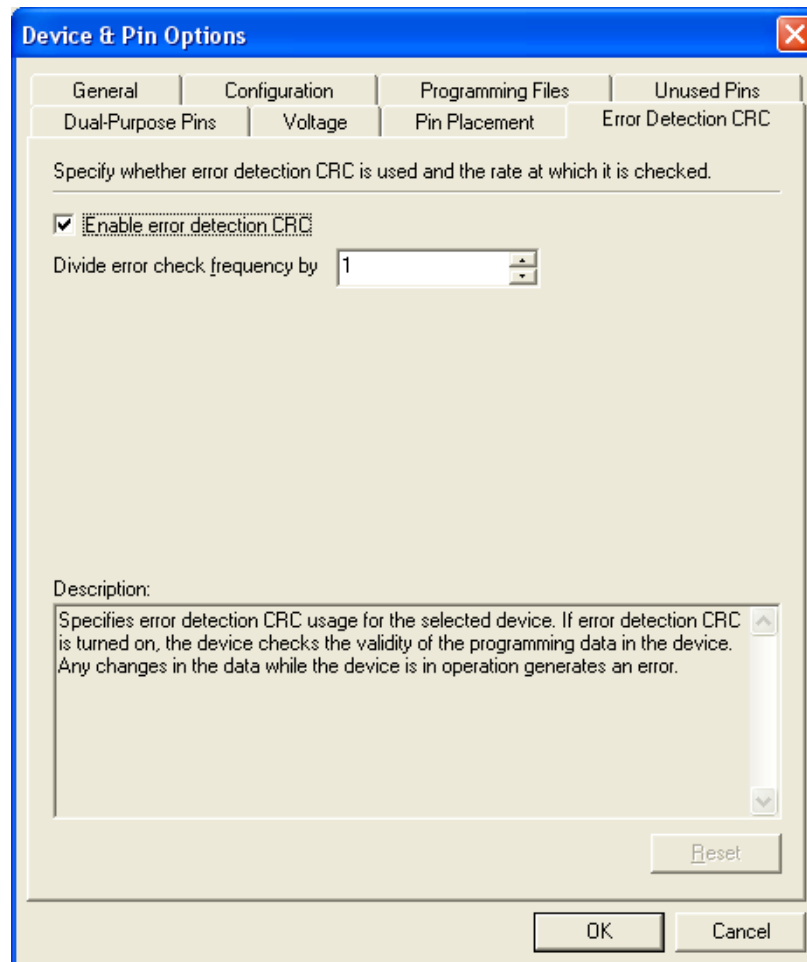 Device & Pin Options
General Configuration Programming Files Unused Pins
Dual-Purpose Pins Voltage Pin Placement Error Detection CRC
Specify whether error detection CRC is used and the rate at which it is checked.
Enable error detection CRC
Divide error check frequency by 1
Description:
Specifies error detection CRC usage for the selected device. If error detection CRC
is turned on, the device checks the validity of the programming data in the device.
Any changes in the data while the device is in operation generates an error.
Reset
OK Cancel